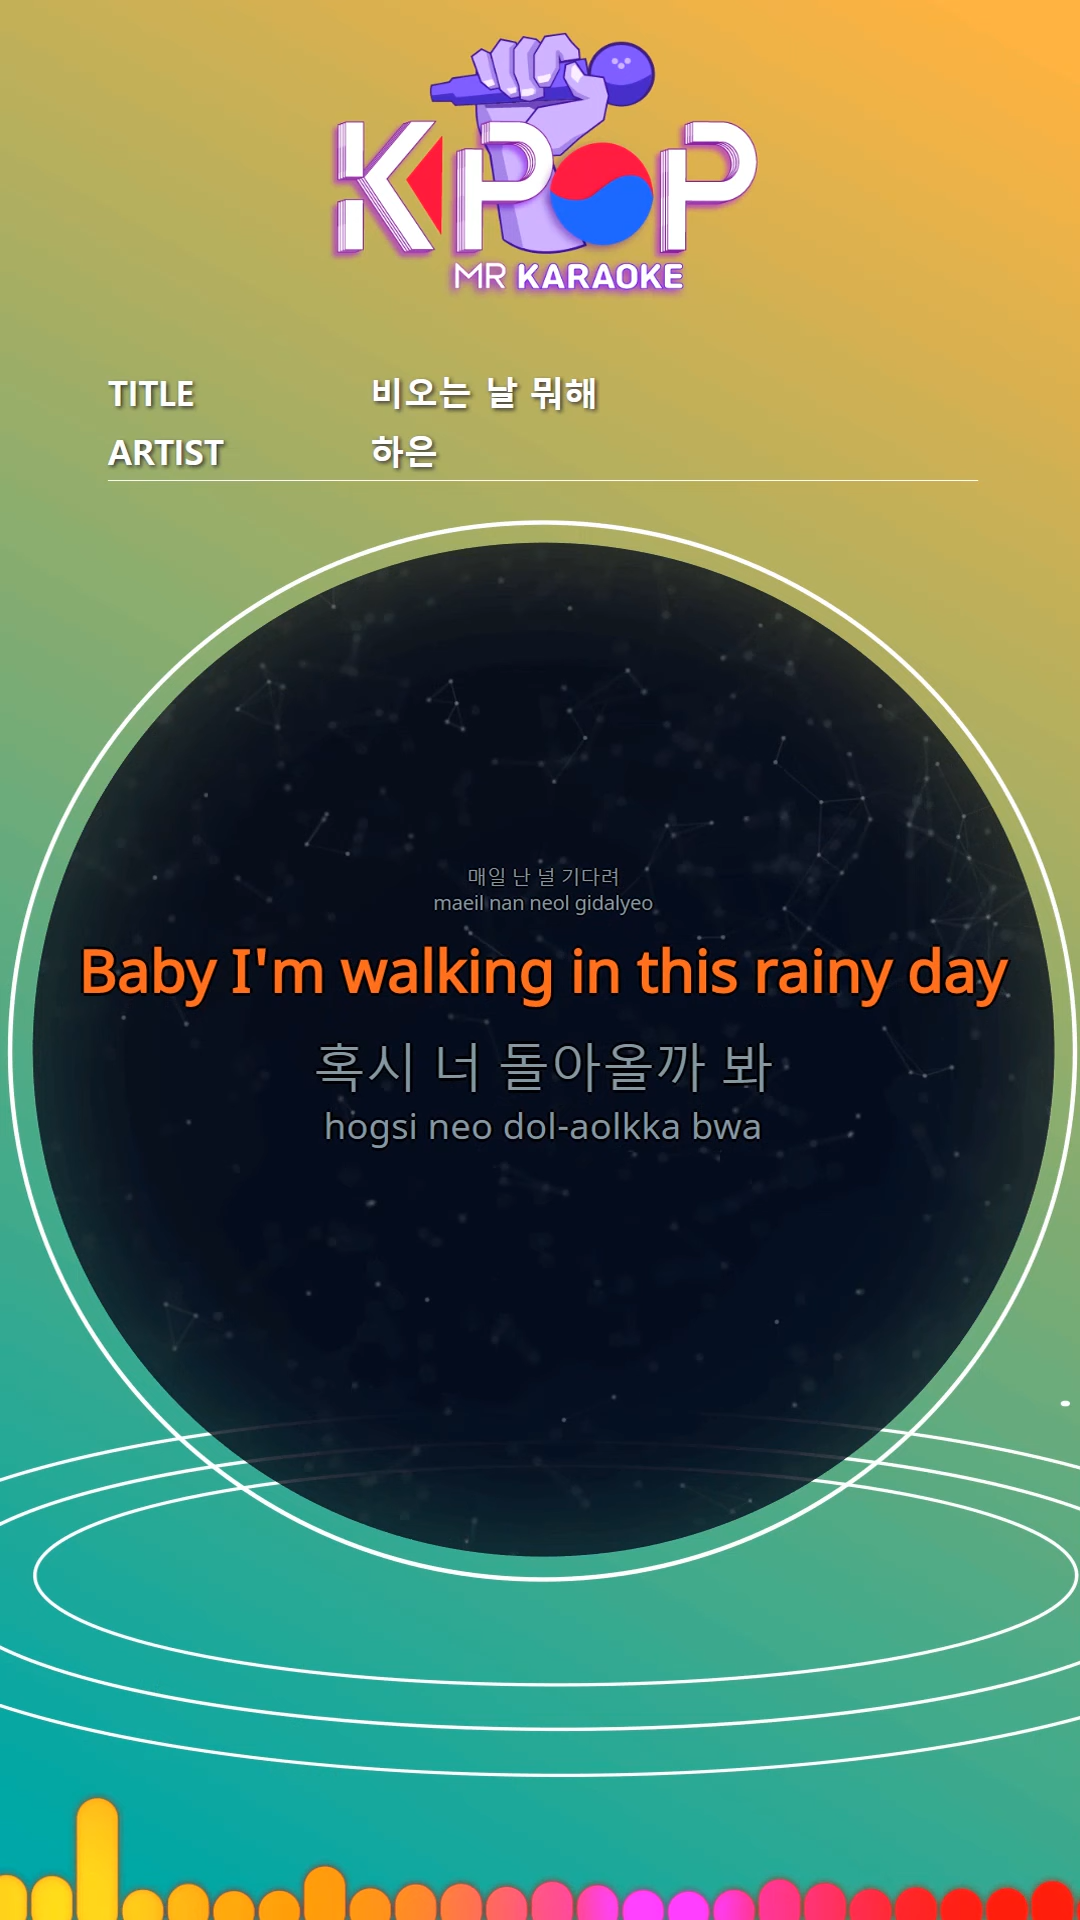 KPOP
MR KARAOKE
TITLE 비오는 날 뭐해
ARTIST 하은
매일 난 널 기다려
maeil nan neol gidalyeo
Baby I'm walking in this rainy day
혹시 너 돌아올까 봐
hogsi neo dol-aolkka bwa